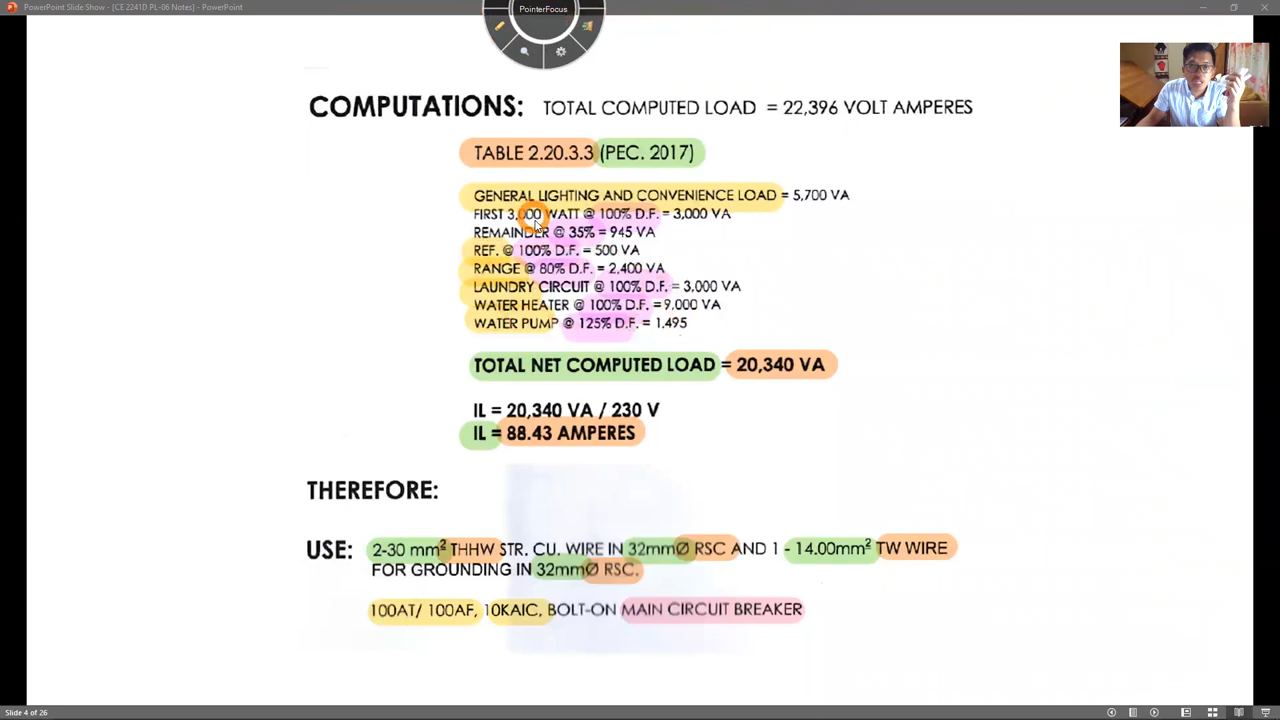 PowerPoint Slide Show - [CE 2241D PL-06 Notes] - PowerPoint
PointerFocus
COMPUTATIONS: TOTAL COMPUTED LOAD = 22,396 VOLT AMPERES
TABLE 2.20.3.3 (PEC. 2017)
GENERAL LIGHTING AND CONVENIENCE LOAD = 5,700 VA
FIRST 3,000 WATT @ 100% D.F. = 3,000 VA
REMAINDER @ 35% = 945 VA
REF. @ 100% D.F. = 500 VA
RANGE @ 80% D.F. = 2,400 VA
LAUNDRY CIRCUIT @ 100% D.F. = 3,000 VA
WATER HEATER @ 100% D.F. = 9,000 VA
WATER PUMP @ 125% D.F. = 1,495
TOTAL NET COMPUTED LOAD = 20,340 VA
IL = 20,340 VA / 230 V
IL = 88.43 AMPERES
THEREFORE:
USE: 2-30 mm² THHW STR. CU. WIRE IN 32mmØ RSC AND 1 - 14.00mm² TW WIRE
FOR GROUNDING IN 32mmØ RSC.
100AT/ 100AF, 10KAIC, BOLT-ON MAIN CIRCUIT BREAKER
Slide 4 of 26